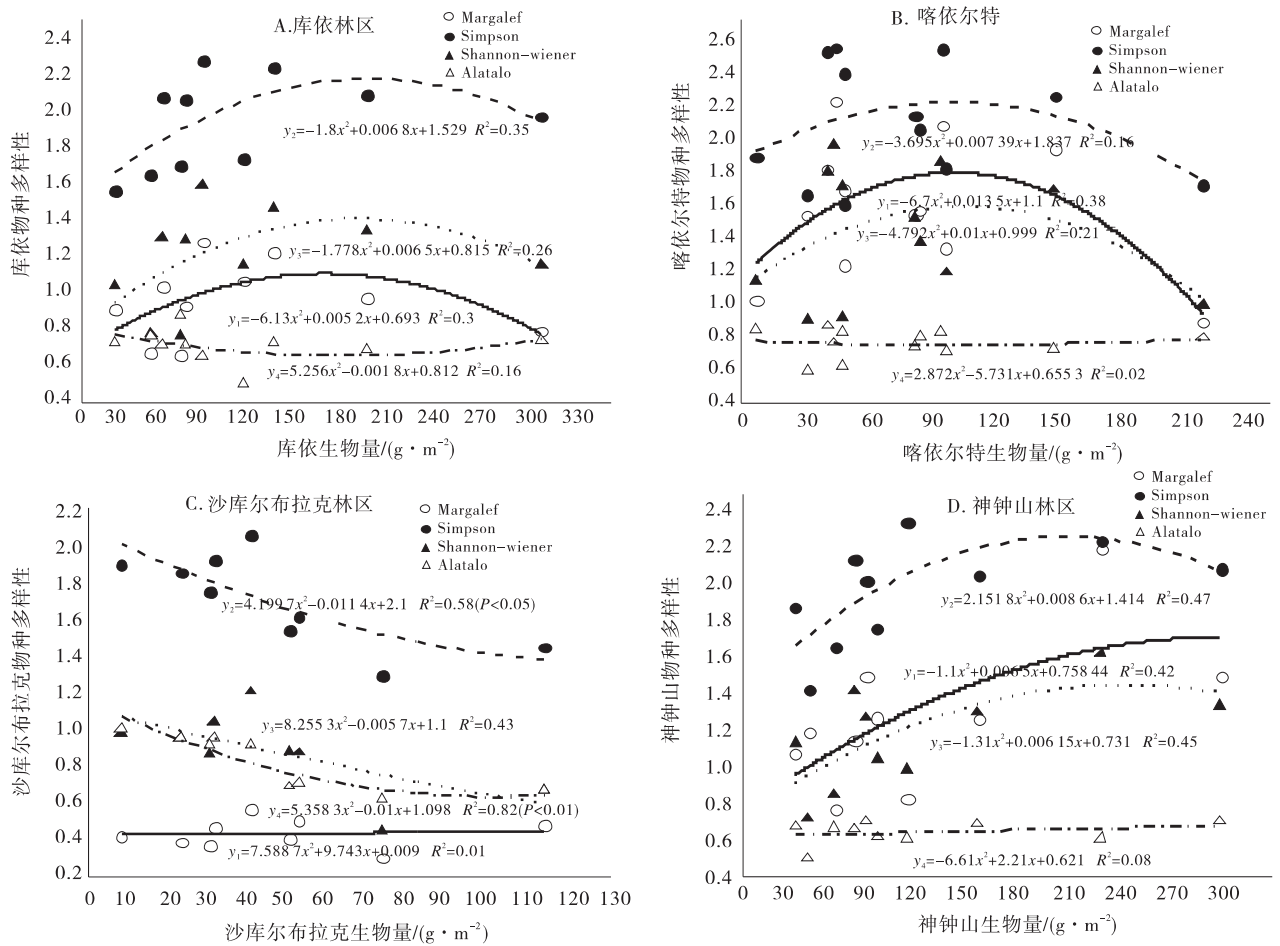 A.库依林区
Margalef
Simpson
Shannon-wiener
Alatalo
库依物种多样性
2.4
2.2
2.0
1.8
1.6
1.4
1.2
1.0
0.8
0.6
0.4
y₂=-1.8x²+0.006 8x+1.529 R²=0.35
y₃=-1.778x²+0.006 5x+0.815 R²=0.26
y₁=-6.13x²+0.005 2x+0.693 R²=0.3
y₄=5.256x²-0.001 8x+0.812 R²=0.16
0 30 60 90 120 150 180 210 240 270 300 330
库依生物量/(g·m⁻²)
B. 喀依尔特
Margalef
Simpson
Shannon-wiener
Alatalo
喀依尔特物种多样性
2.6
2.4
2.2
2.0
1.8
1.6
1.4
1.2
1.0
0.8
0.6
0.4
y₂=-3.695x²+0.007 39x+1.837 R²=0.16
y₁=-6.7x²+0.013 5x+1.1 R²=0.38
y₃=-4.792x²+0.01x+0.999 R²=0.21
y₄=2.872x²-5.731x+0.655 3 R²=0.02
0 30 60 90 120 150 180 210 240
喀依尔特生物量/(g·m⁻²)
C. 沙库尔布拉克林区
Margalef
Simpson
Shannon-wiener
Alatalo
沙库尔布拉克物种多样性
2.2
2.0
1.8
1.6
1.4
1.2
1.0
0.8
0.6
0.4
0.2
y₂=4.199 7x²-0.011 4x+2.1 R²=0.58(P<0.05)
y₃=8.255 3x²-0.005 7x+1.1 R²=0.43
y₄=5.358 3x²-0.01x+1.098 R²=0.82(P<0.01)
y₁=7.588 7x²+9.743x+0.009 R²=0.01
0 10 20 30 40 50 60 70 80 90 100 110 120 130
沙库尔布拉克生物量/(g·m⁻²)
D. 神钟山林区
Margalef
Simpson
Shannon-wiener
Alatalo
神钟山物种多样性
2.4
2.2
2.0
1.8
1.6
1.4
1.2
1.0
0.8
0.6
0.4
y₂=2.151 8x²+0.008 6x+1.414 R²=0.47
y₁=-1.1x²+0.006 5x+0.758 44 R²=0.42
y₃=-1.31x²+0.006 15x+0.731 R²=0.45
y₄=-6.61x²+2.21x+0.621 R²=0.08
0 30 60 90 120 150 180 210 240 270 300
神钟山生物量/(g·m⁻²)